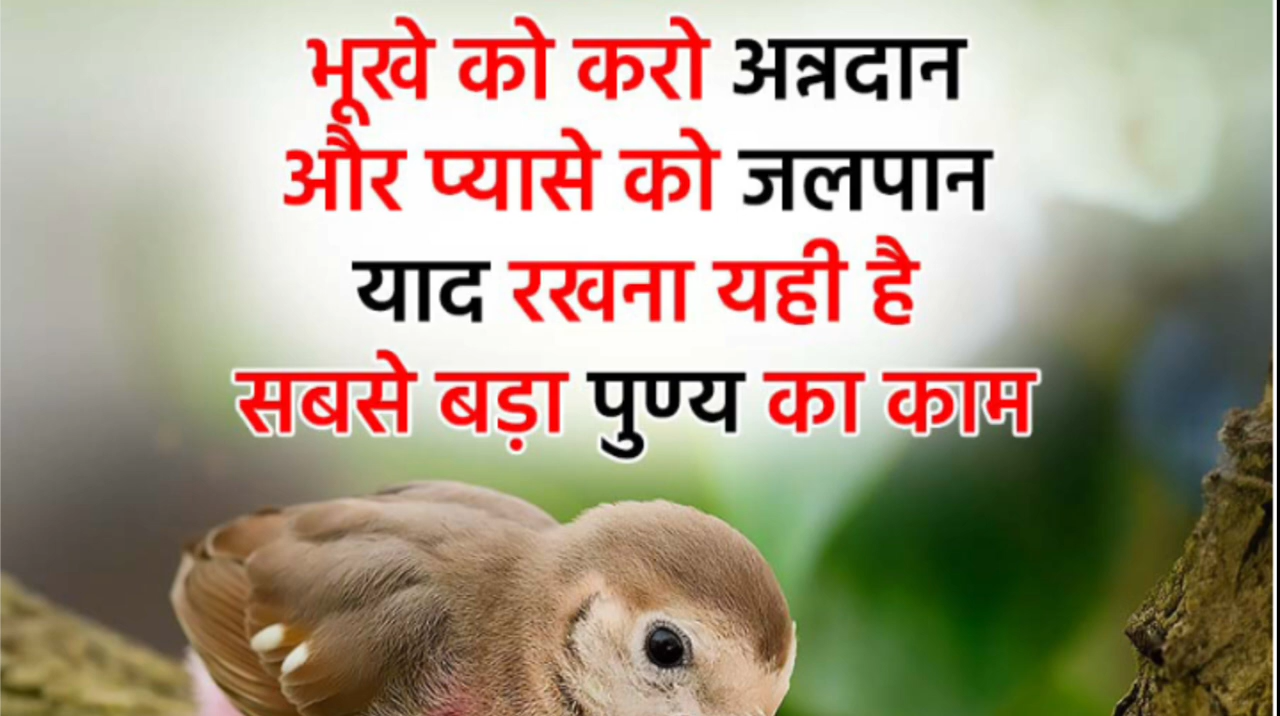 भूखे को करो अन्नदान
और प्यासे को जलपान
याद रखना यही है
सबसे बड़ा पुण्य का काम